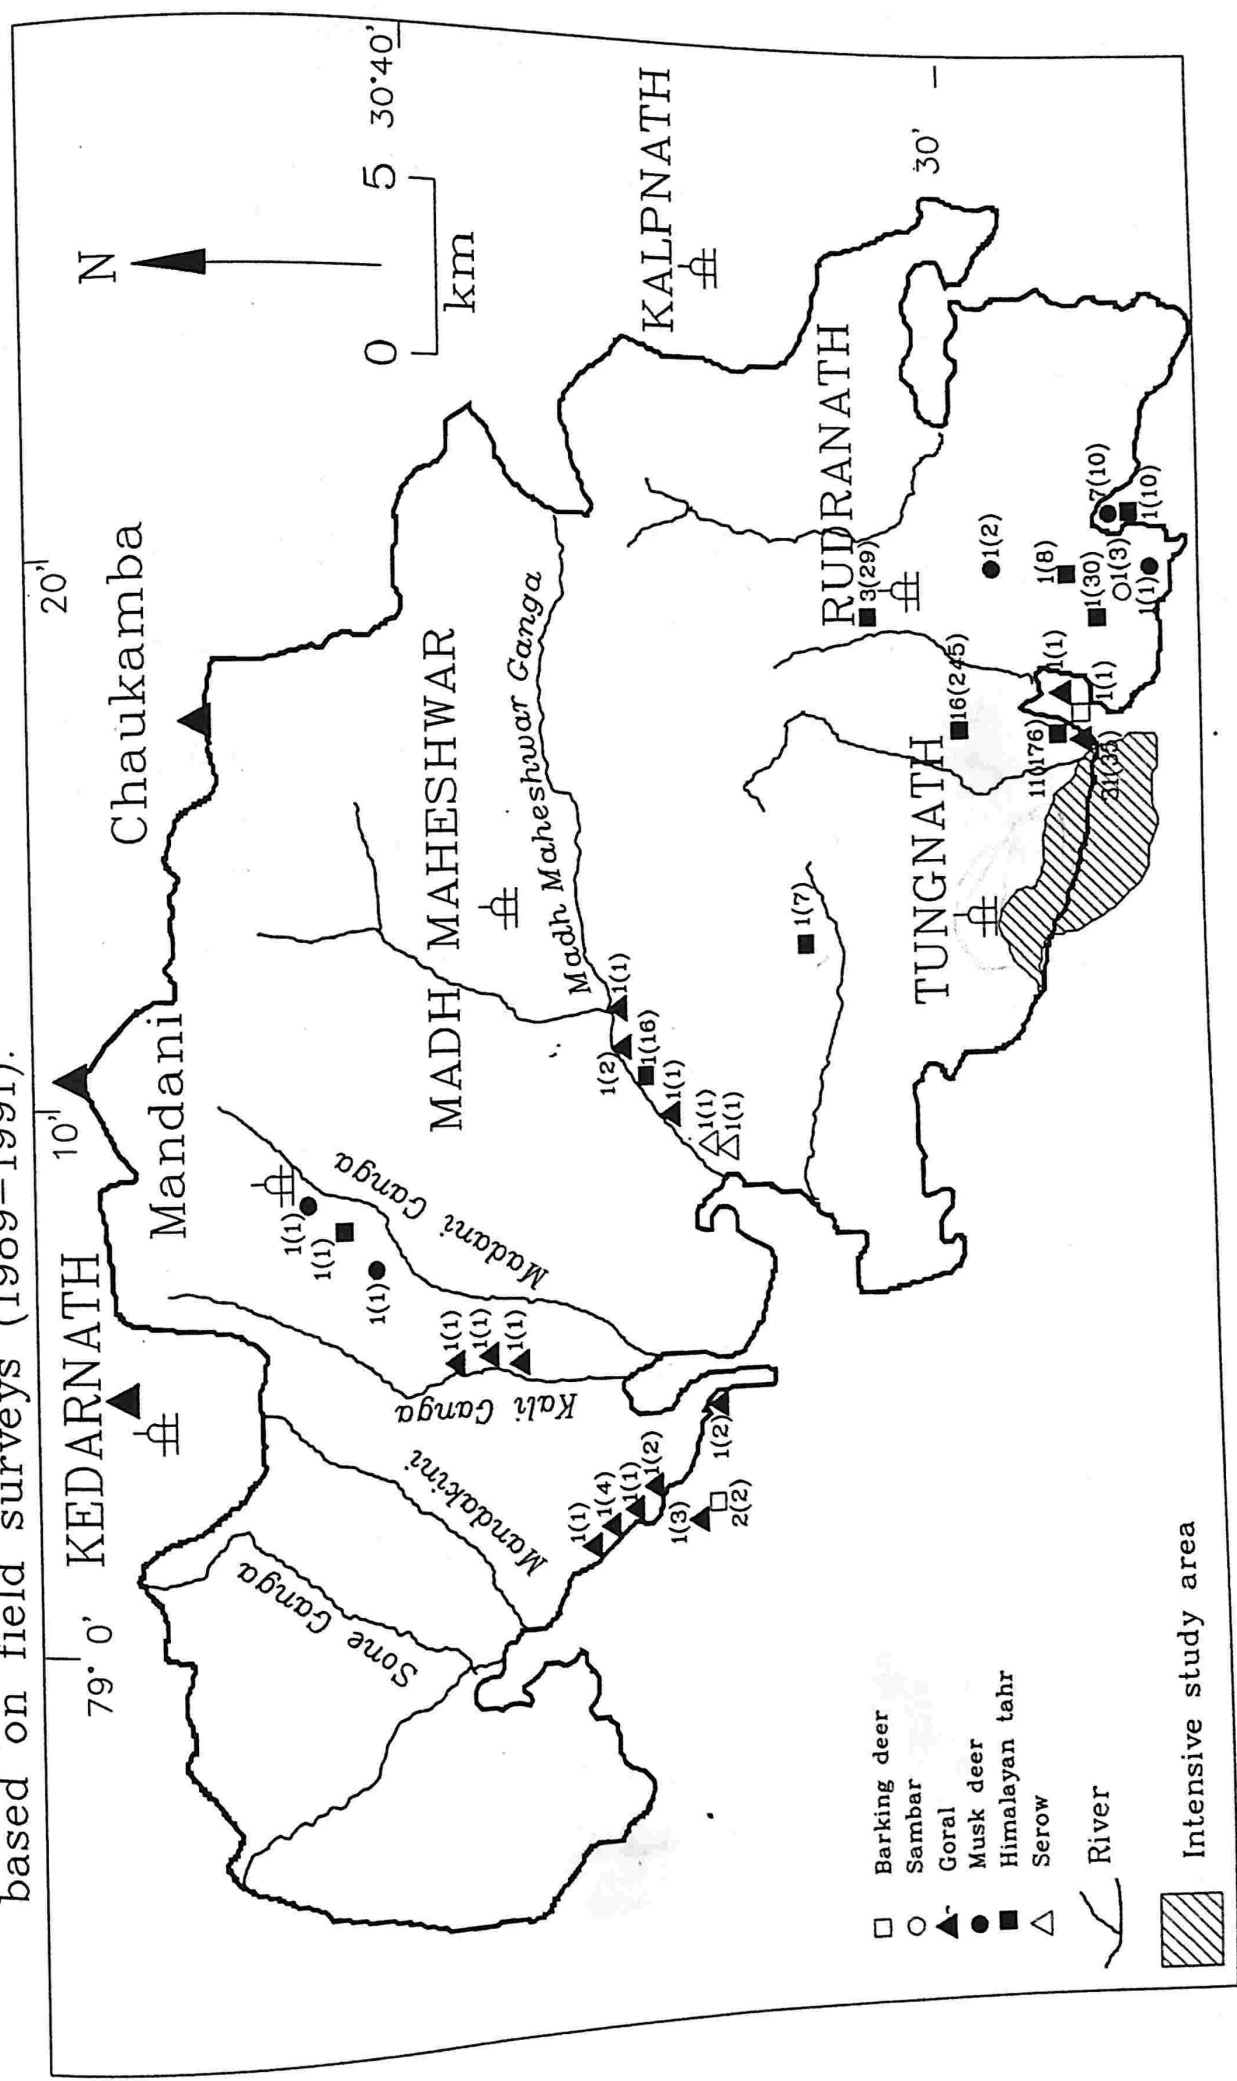 based on field surveys (1989-1991).
79° 0'
10'
20'
KEDARNATH
Mandani
Chaukamba
N
30°40'
0
5
km
KALPNATH
MADH MAHESHWAR
Madh Maheshwar Ganga
Some Ganga
Mandakini
Kali Ganga
Madani Ganga
1(1)
1(1)
1(1)
1(1)
1(1)
1(1)
1(1)
1(4)
1(1)
1(2)
1(2)
1(3)
2(2)
1(1)
1(2)
1(16)
1(1)
1(1)
1(1)
1(7)
RUDRANATH
3(29)
30'
TUNGNATH
16(245)
1(2)
11(176)
1(1)
1(1)
31(35)
1(8)
1(30)
1(3)
1(1)
7(10)
1(10)
Barking deer
Sambar
Goral
Musk deer
Himalayan tahr
Serow
River
Intensive study area